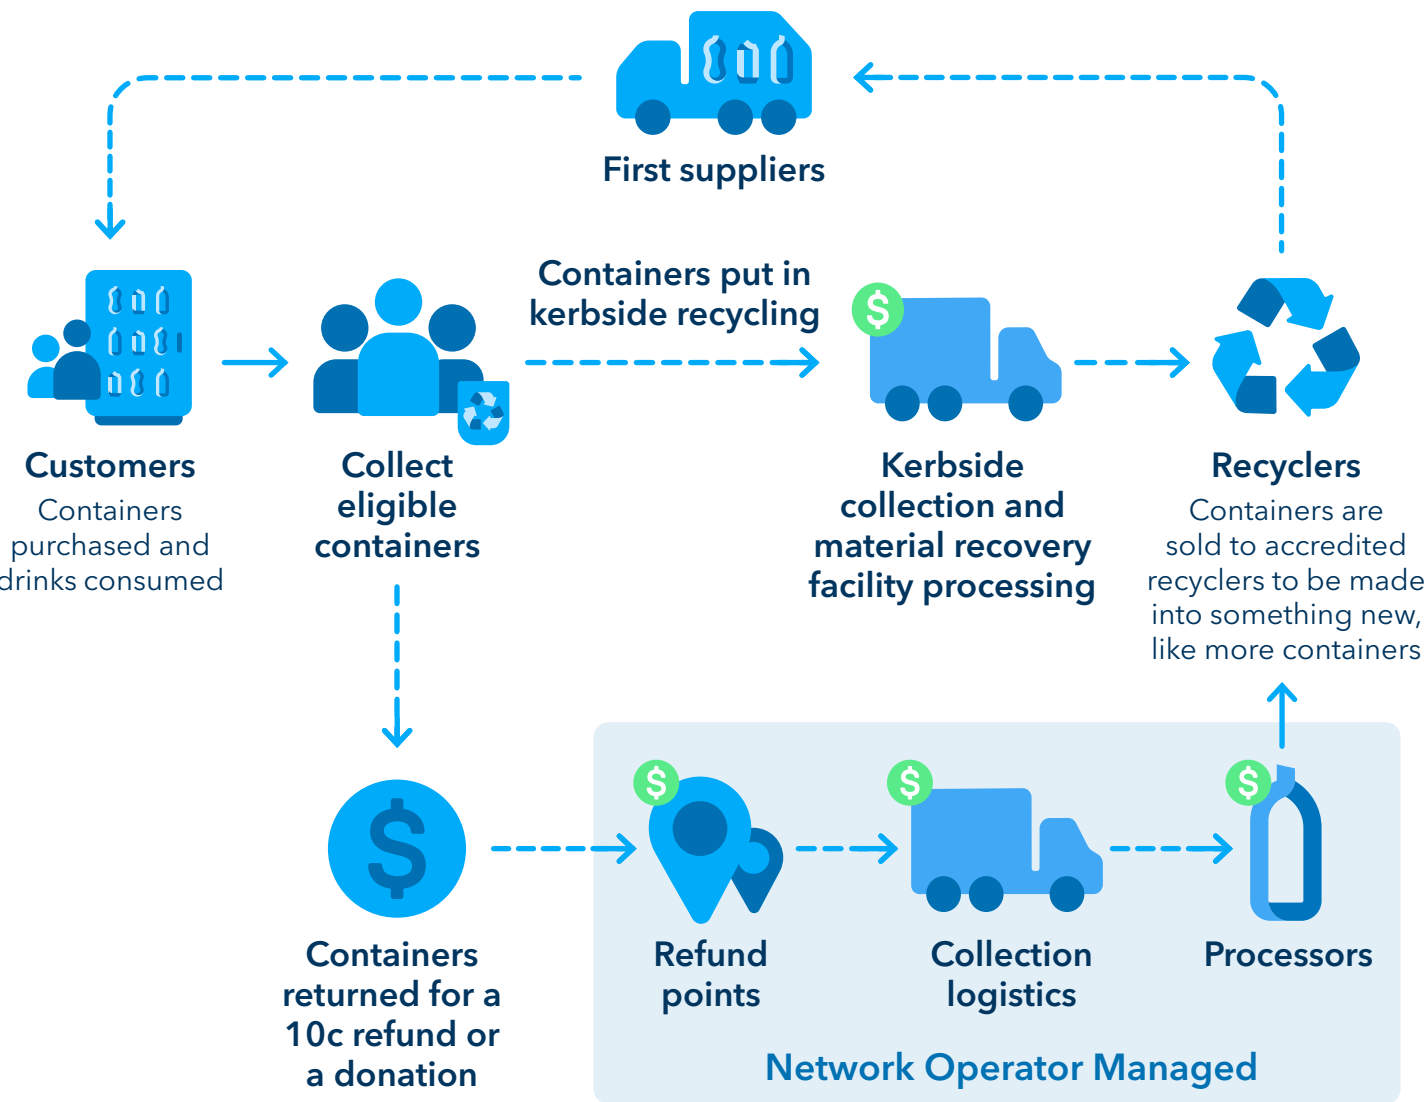 First suppliers
Containers put in
kerbside recycling
$
Customers
Containers
purchased and
drinks consumed
Collect
eligible
containers
Kerbside
collection and
material recovery
facility processing
Recyclers
Containers are
sold to accredited
recyclers to be made
into something new,
like more containers
$
Containers
returned for a
10c refund or
a donation
$
Refund
points
$
Collection
logistics
$
Processors
Network Operator Managed